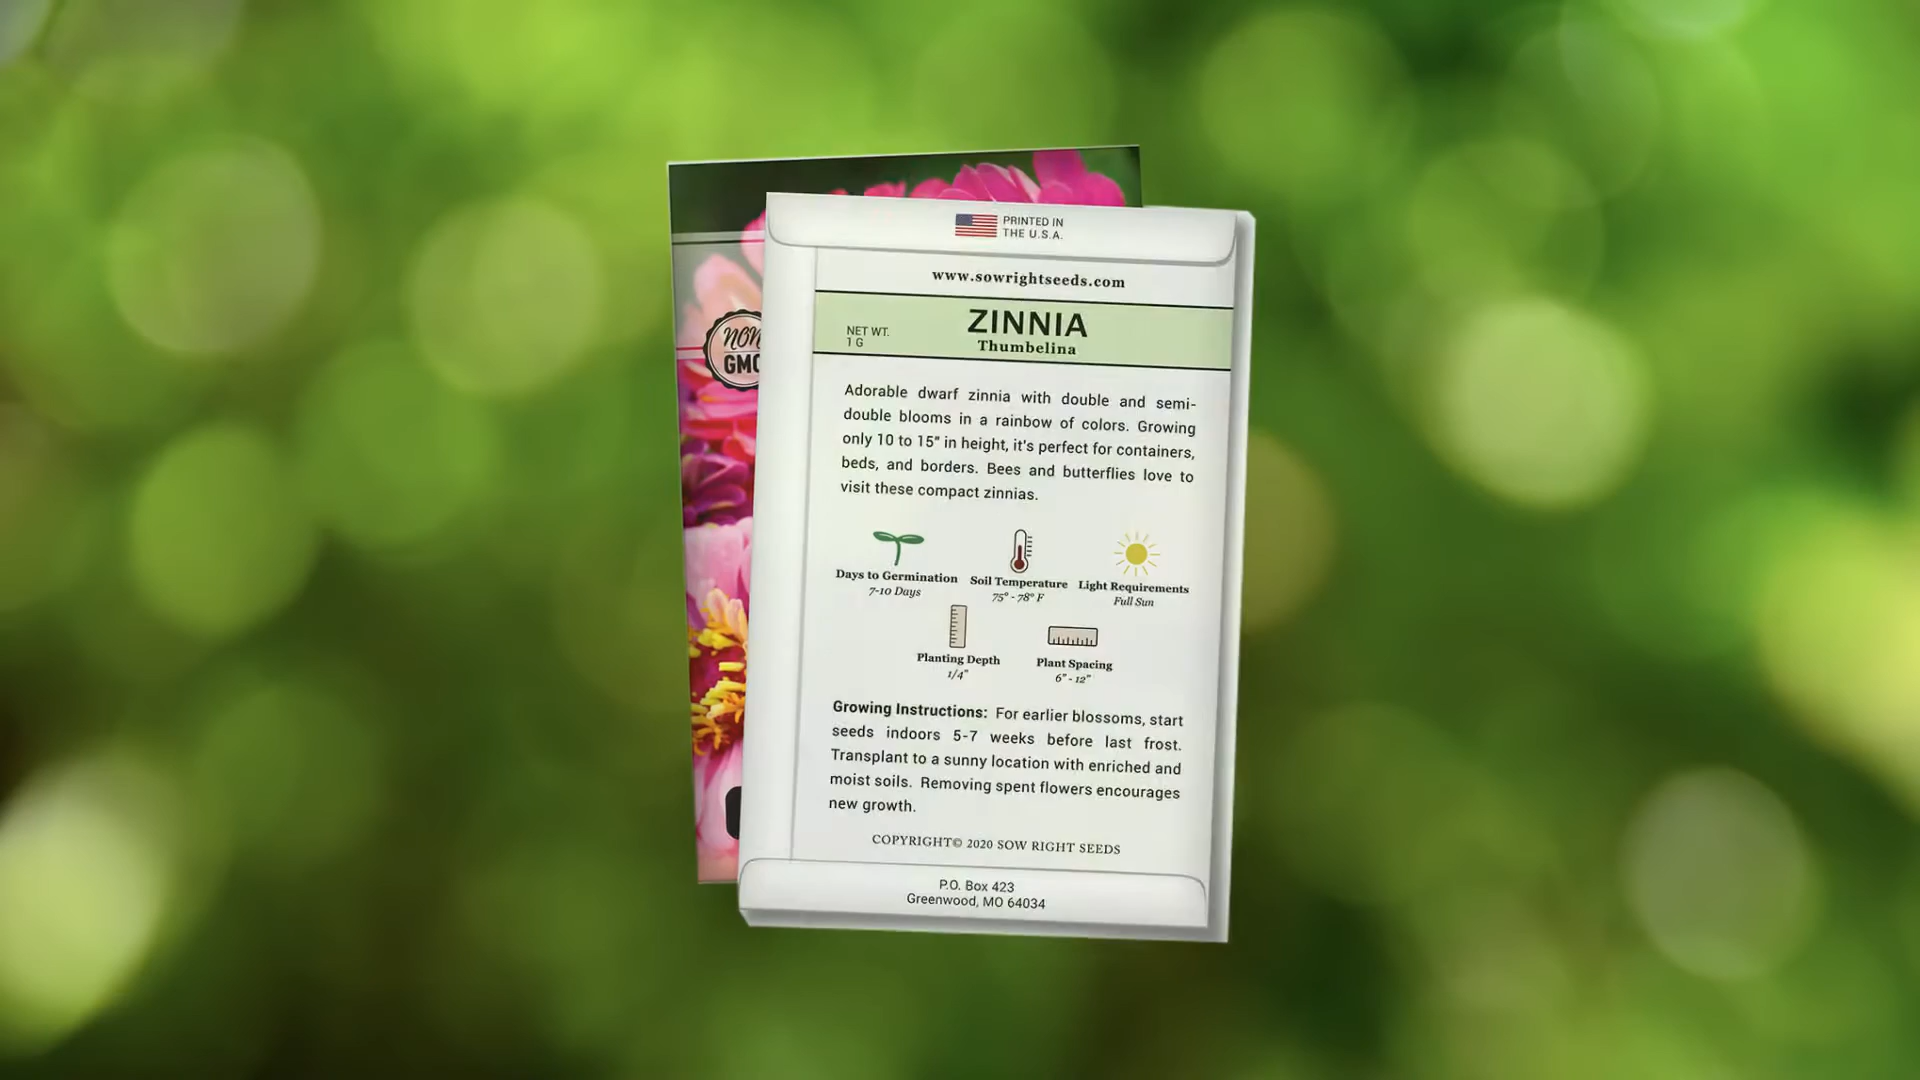 PRINTED IN
THE U.S.A.
www.sowrightseeds.com
ZINNIA
NET WT.
1 G
Thumbelina
Adorable dwarf zinnia with double and semi-
double blooms in a rainbow of colors. Growing
only 10 to 15" in height, it's perfect for containers,
beds, and borders. Bees and butterflies love to
visit these compact zinnias.
Days to Germination
7-10 Days
Soil Temperature
75° - 78° F
Light Requirements
Full Sun
Planting Depth
1/4"
Plant Spacing
6" - 12"
Growing Instructions: For earlier blossoms, start
seeds indoors 5-7 weeks before last frost.
Transplant to a sunny location with enriched and
moist soils. Removing spent flowers encourages
new growth.
COPYRIGHT© 2020 SOW RIGHT SEEDS
P.O. Box 423
Greenwood, MO 64034